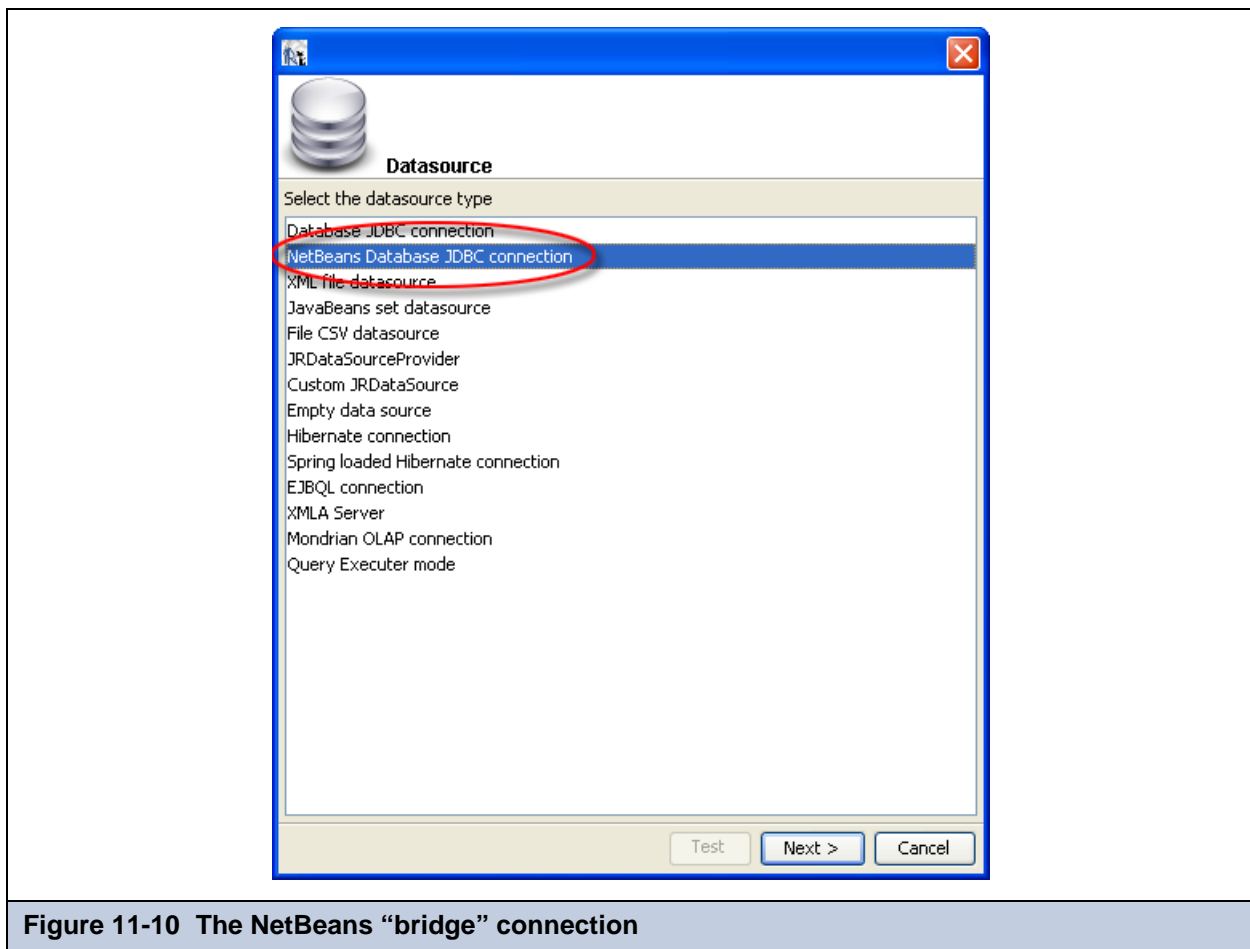 Datasource
Select the datasource type
Database JDBC connection
NetBeans Database JDBC connection
XML file datasource
JavaBeans set datasource
File CSV datasource
JRDataSourceProvider
Custom JRDataSource
Empty data source
Hibernate connection
Spring loaded Hibernate connection
EJBQL connection
XMLA Server
Mondrian OLAP connection
Query Executer mode
Test Next > Cancel
Figure 11-10 The NetBeans “bridge” connection